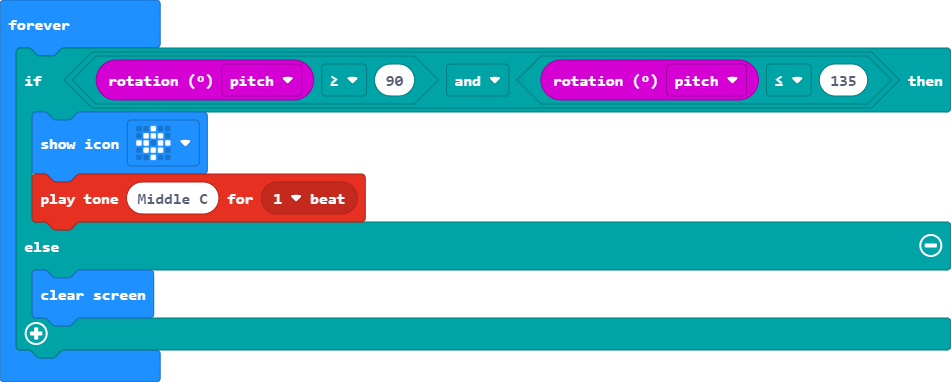 forever
if rotation (º) pitch ≥ 90 and rotation (º) pitch ≤ 135 then
show icon
play tone Middle C for 1 beat
else
clear screen